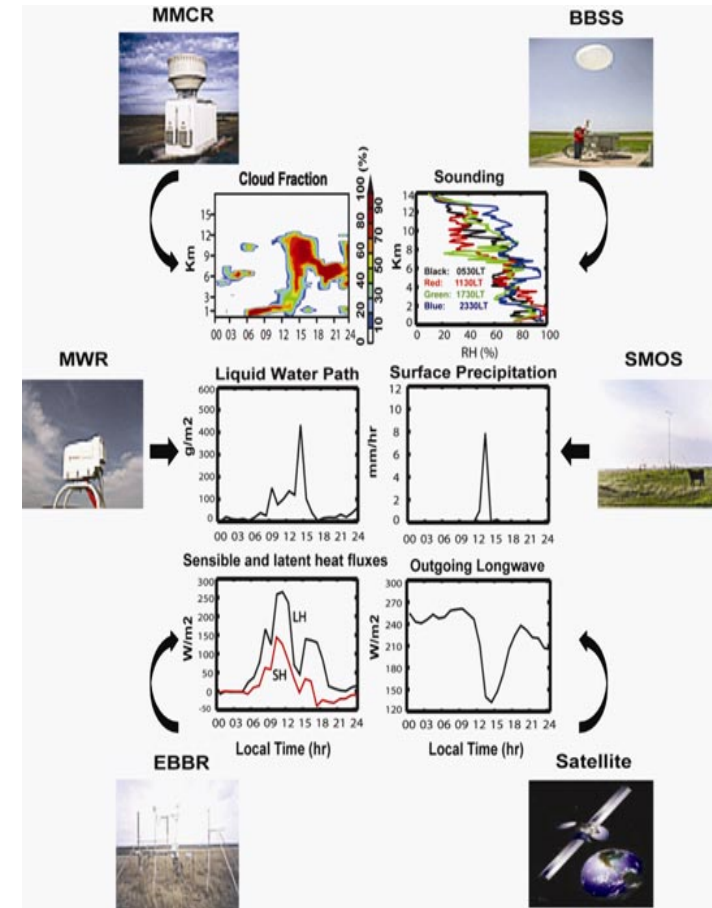 MMCR
BBSS
Cloud Fraction
Km
15
12
9
6
3
1
00 03 06 09 12 15 18 21 24
0 10 20 30 40 50 60 70 80 90 100 (%)
Sounding
Km
14
12
10
8
6
4
2
0
Black: 0530LT
Red: 1130LT
Green: 1730LT
Blue: 2330LT
0 20 40 60 80 100
RH (%)
MWR
SMOS
Liquid Water Path
g/m2
600
500
400
300
200
100
0
00 03 06 09 12 15 18 21 24
Surface Precipitation
mm/hr
12
10
8
6
4
2
0
00 03 06 09 12 15 18 21 24
Sensible and latent heat fluxes
W/m2
300
250
200
150
100
50
0
-50
LH
SH
00 03 06 09 12 15 18 21 24
Local Time (hr)
Outgoing Longwave
W/m2
300
270
240
210
180
150
120
00 03 06 09 12 15 18 21 24
Local Time (hr)
EBBR
Satellite